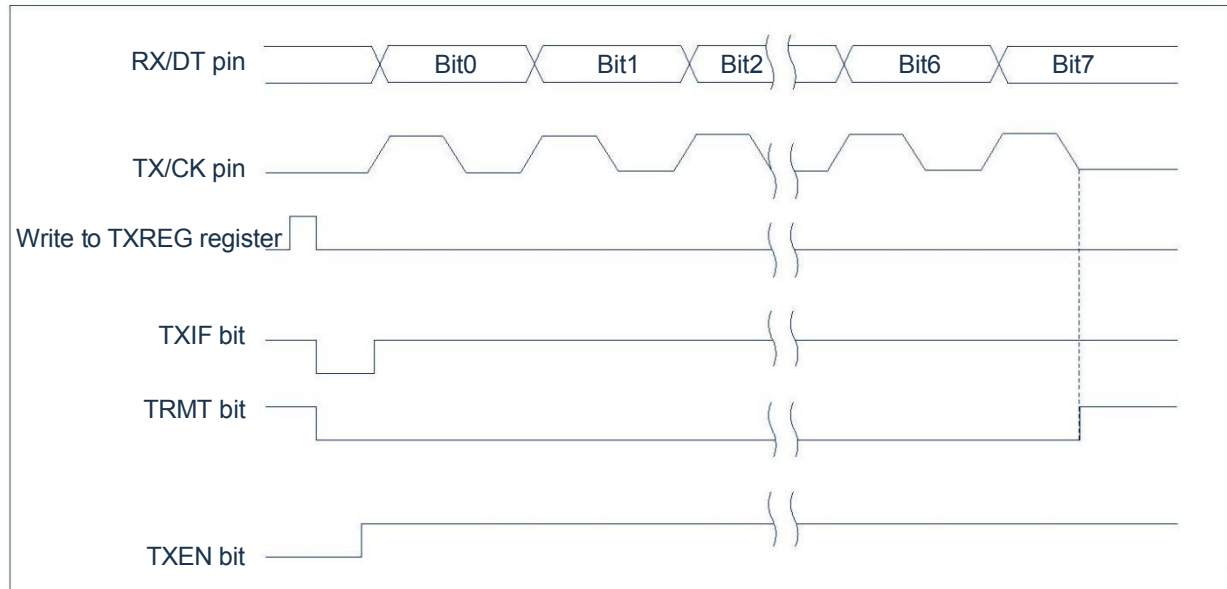 RX/DT pin Bit0 Bit1 Bit2 Bit6 Bit7
TX/CK pin
Write to TXREG register
TXIF bit
TRMT bit
TXEN bit